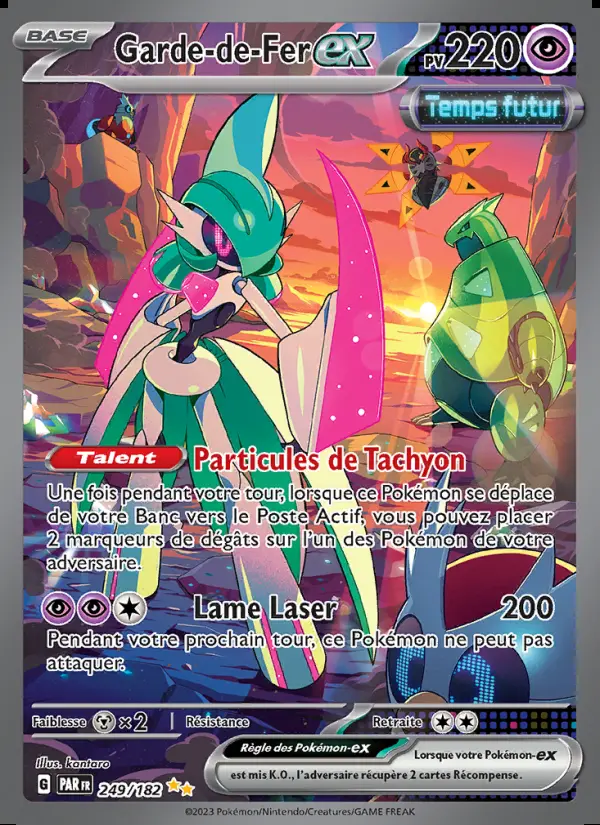 BASE
Garde-de-Fer ex
PV 220
Temps futur
Talent Particules de Tachyon
Une fois pendant votre tour, lorsque ce Pokémon se déplace
de votre Banc vers le Poste Actif, vous pouvez placer
2 marqueurs de dégâts sur l'un des Pokémon de votre
adversaire.
Lame Laser 200
Pendant votre prochain tour, ce Pokémon ne peut pas
attaquer.
Faiblesse ×2 Résistance Retraite
Illus. kantaro
Règle des Pokémon-ex Lorsque votre Pokémon-ex
est mis K.O., l'adversaire récupère 2 cartes Récompense.
G PAR FR 249/182
©2023 Pokémon/Nintendo/Creatures/GAME FREAK